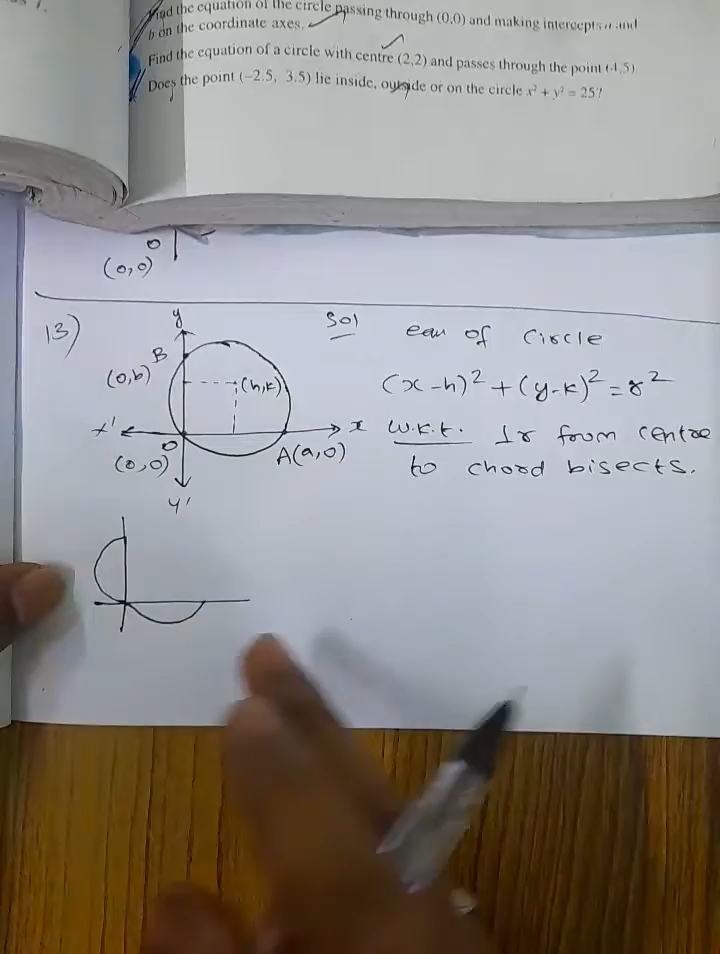 Find the equation of the circle passing through (0,0) and making intercepts a and
b on the coordinate axes.
Find the equation of a circle with centre (2,2) and passes through the point (4,5).
Does the point (−2.5, 3.5) lie inside, outside or on the circle x² + y² = 25?
0
(0,0)
13)
y
Sol
eqn of circle
B
(0,b)
(h,k)
(x-h)²+(y-k)²=r²
x'
x
w.k.t. ⊥r from centre
O
(0,0)
A(a,0)
to chord bisects.
y'